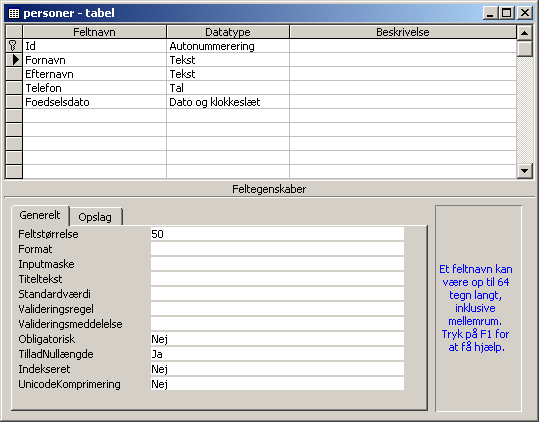 personer - tabel
Feltnavn Datatype Beskrivelse
Id Autonummerering
Fornavn Tekst
Efternavn Tekst
Telefon Tal
Foedselsdato Dato og klokkeslæt
Feltegenskaber
Generelt Opslag
Feltstørrelse 50
Format
Inputmaske
Titeltekst
Standardværdi
Valideringsregel
Valideringsmeddelelse
Obligatorisk Nej
TilladNullængde Ja
Indekseret Nej
UnicodeKomprimering Nej
Et feltnavn kan
være op til 64
tegn langt,
inklusive
mellemrum.
Tryk på F1 for
at få hjælp.